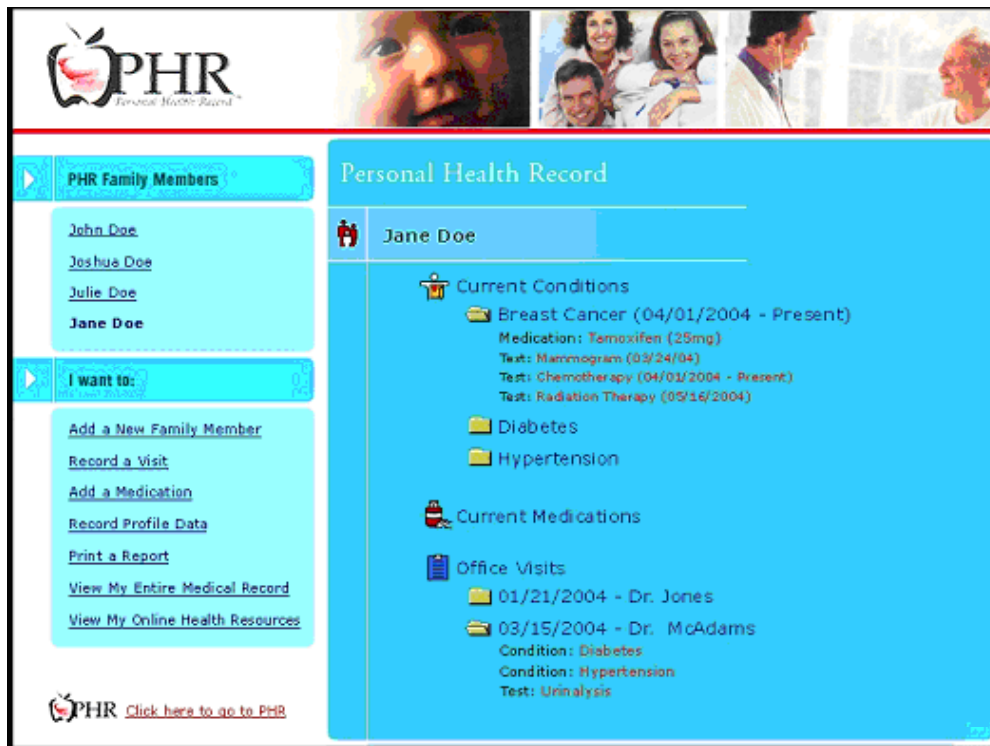 PHR
Personal Health Record
PHR Family Members
John Doe
Joshua Doe
Julie Doe
Jane Doe
I want to:
Add a New Family Member
Record a Visit
Add a Medication
Record Profile Data
Print a Report
View My Entire Medical Record
View My Online Health Resources
PHR Click here to go to PHR
Personal Health Record
Jane Doe
Current Conditions
Breast Cancer (04/01/2004 - Present)
Medication: Tamoxifen (25mg)
Test: Mammogram (03/24/04)
Test: Chemotherapy (04/01/2004 - Present)
Test: Radiation Therapy (05/16/2004)
Diabetes
Hypertension
Current Medications
Office Visits
01/21/2004 - Dr. Jones
03/15/2004 - Dr. McAdams
Condition: Diabetes
Condition: Hypertension
Test: Urinalysis